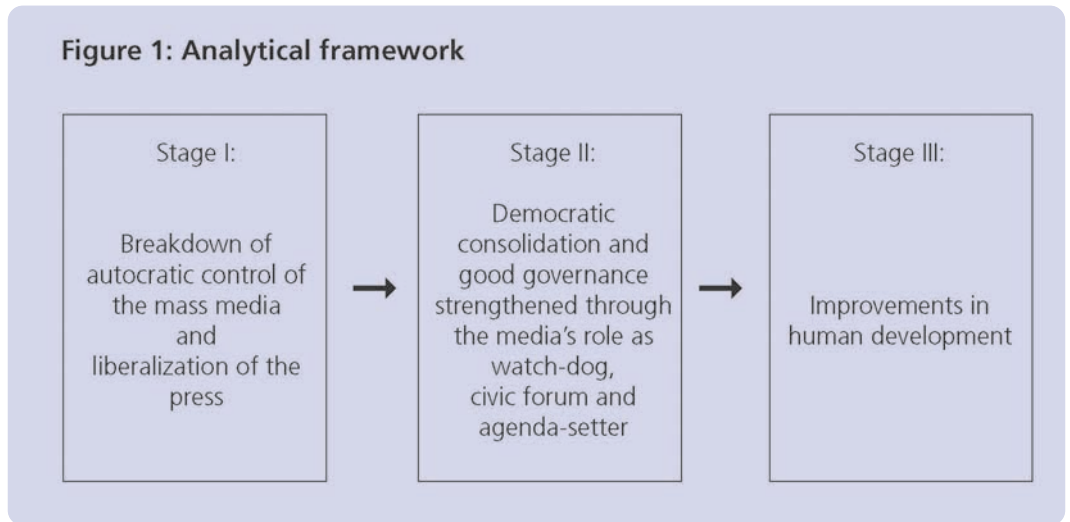 Figure 1: Analytical framework
Stage I:
Breakdown of
autocratic control of
the mass media
and
liberalization of the
press
Stage II:
Democratic
consolidation and
good governance
strengthened through
the media's role as
watch-dog,
civic forum and
agenda-setter
Stage III:
Improvements in
human development